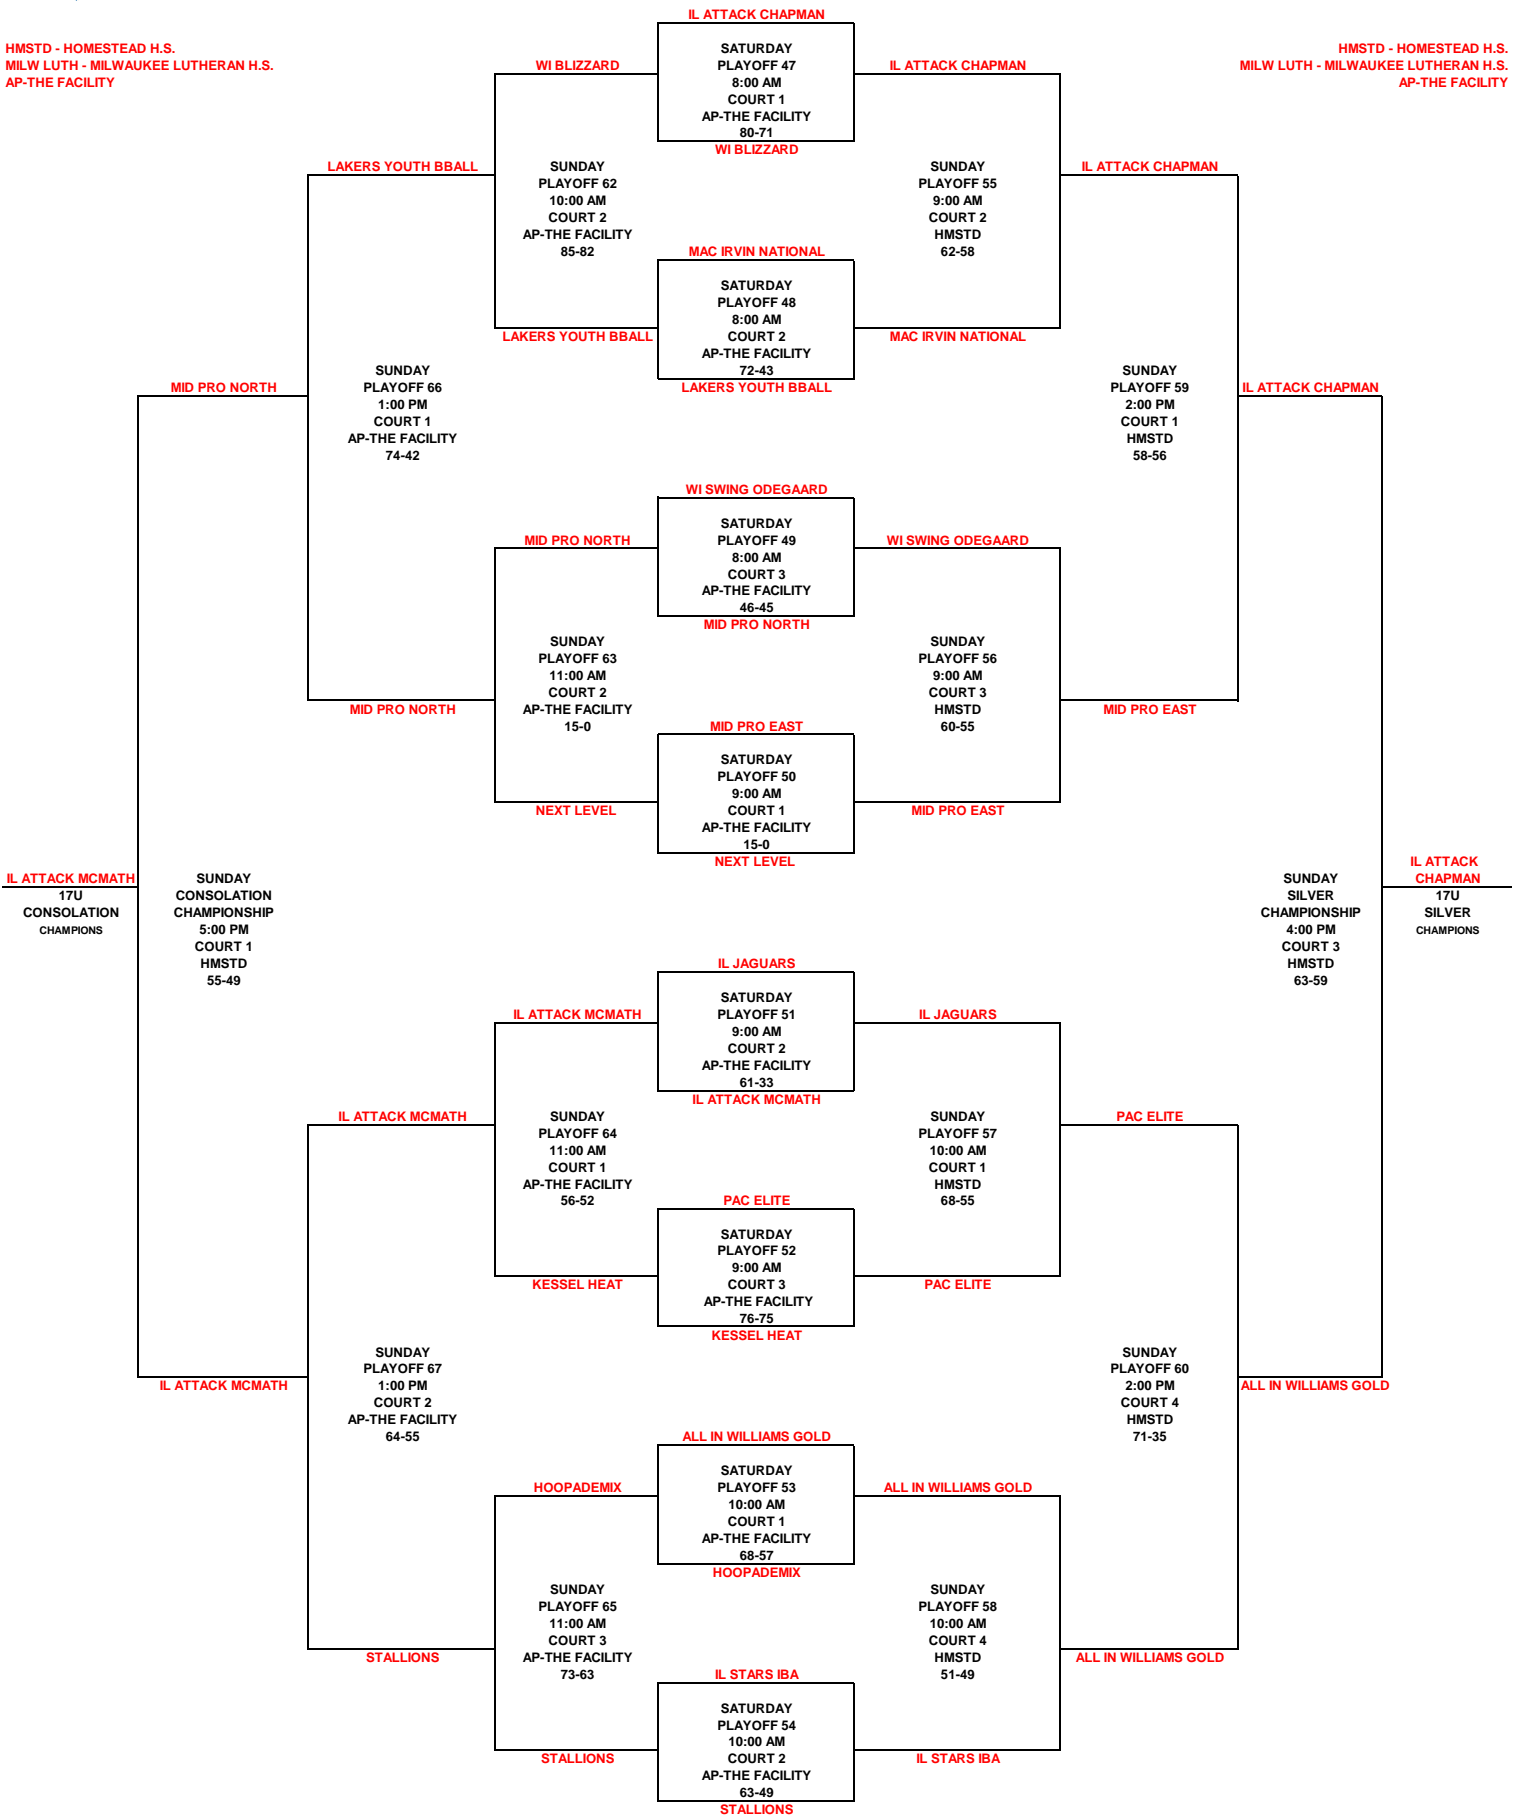 IL ATTACK CHAPMAN
HMSTD - HOMESTEAD H.S.
MILW LUTH - MILWAUKEE LUTHERAN H.S.
AP-THE FACILITY
HMSTD - HOMESTEAD H.S.
MILW LUTH - MILWAUKEE LUTHERAN H.S.
AP-THE FACILITY
SATURDAY
PLAYOFF 47
8:00 AM
COURT 1
AP-THE FACILITY
80-71
WI BLIZZARD
WI BLIZZARD
IL ATTACK CHAPMAN
LAKERS YOUTH BBALL
SUNDAY
PLAYOFF 62
10:00 AM
COURT 2
AP-THE FACILITY
85-82
SUNDAY
PLAYOFF 55
9:00 AM
COURT 2
HMSTD
62-58
IL ATTACK CHAPMAN
MAC IRVIN NATIONAL
SATURDAY
PLAYOFF 48
8:00 AM
COURT 2
AP-THE FACILITY
72-43
LAKERS YOUTH BBALL
LAKERS YOUTH BBALL
MAC IRVIN NATIONAL
MID PRO NORTH
SUNDAY
PLAYOFF 66
1:00 PM
COURT 1
AP-THE FACILITY
74-42
SUNDAY
PLAYOFF 59
2:00 PM
COURT 1
HMSTD
58-56
IL ATTACK CHAPMAN
WI SWING ODEGAARD
SATURDAY
PLAYOFF 49
8:00 AM
COURT 3
AP-THE FACILITY
46-45
MID PRO NORTH
MID PRO NORTH
WI SWING ODEGAARD
SUNDAY
PLAYOFF 63
11:00 AM
COURT 2
AP-THE FACILITY
15-0
SUNDAY
PLAYOFF 56
9:00 AM
COURT 3
HMSTD
60-55
MID PRO NORTH
MID PRO EAST
MID PRO EAST
SATURDAY
PLAYOFF 50
9:00 AM
COURT 1
AP-THE FACILITY
15-0
NEXT LEVEL
NEXT LEVEL
MID PRO EAST
IL ATTACK MCMATH
17U
CONSOLATION
CHAMPIONS
SUNDAY
CONSOLATION
CHAMPIONSHIP
5:00 PM
COURT 1
HMSTD
55-49
SUNDAY
SILVER
CHAMPIONSHIP
4:00 PM
COURT 3
HMSTD
63-59
IL ATTACK
CHAPMAN
17U
SILVER
CHAMPIONS
IL JAGUARS
SATURDAY
PLAYOFF 51
9:00 AM
COURT 2
AP-THE FACILITY
61-33
IL ATTACK MCMATH
IL ATTACK MCMATH
IL JAGUARS
IL ATTACK MCMATH
SUNDAY
PLAYOFF 64
11:00 AM
COURT 1
AP-THE FACILITY
56-52
SUNDAY
PLAYOFF 57
10:00 AM
COURT 1
HMSTD
68-55
PAC ELITE
PAC ELITE
SATURDAY
PLAYOFF 52
9:00 AM
COURT 3
AP-THE FACILITY
76-75
KESSEL HEAT
KESSEL HEAT
PAC ELITE
SUNDAY
PLAYOFF 67
1:00 PM
COURT 2
AP-THE FACILITY
64-55
SUNDAY
PLAYOFF 60
2:00 PM
COURT 4
HMSTD
71-35
IL ATTACK MCMATH
ALL IN WILLIAMS GOLD
ALL IN WILLIAMS GOLD
SATURDAY
PLAYOFF 53
10:00 AM
COURT 1
AP-THE FACILITY
68-57
HOOPADEMIX
HOOPADEMIX
ALL IN WILLIAMS GOLD
SUNDAY
PLAYOFF 65
11:00 AM
COURT 3
AP-THE FACILITY
73-63
SUNDAY
PLAYOFF 58
10:00 AM
COURT 4
HMSTD
51-49
STALLIONS
ALL IN WILLIAMS GOLD
IL STARS IBA
SATURDAY
PLAYOFF 54
10:00 AM
COURT 2
AP-THE FACILITY
63-49
STALLIONS
STALLIONS
IL STARS IBA